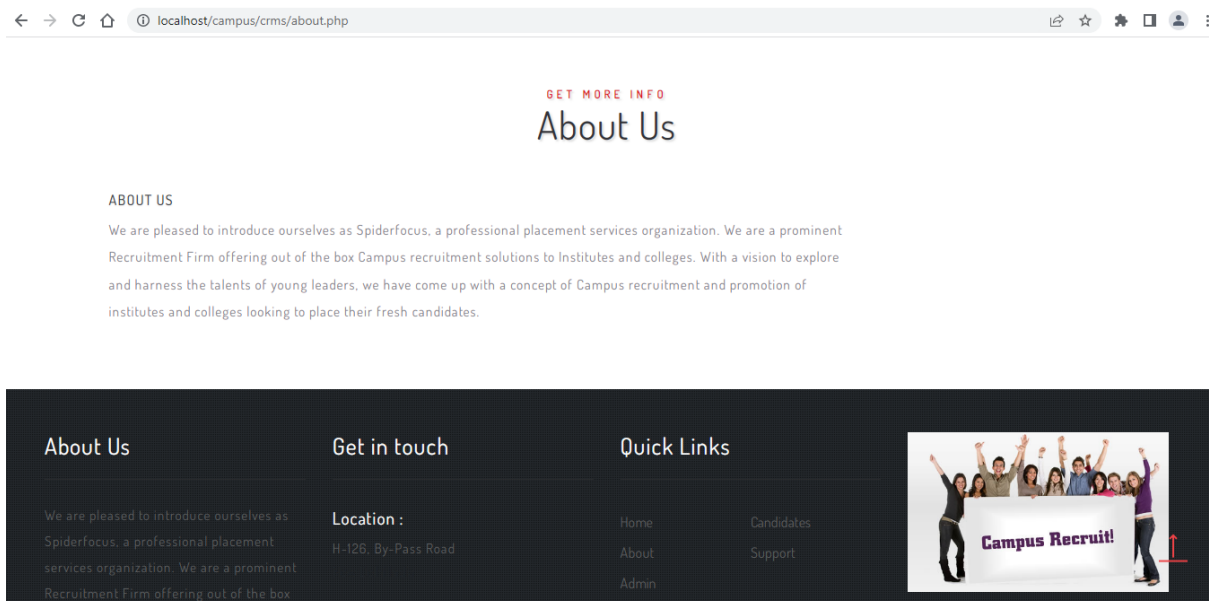 localhost/campus/crms/about.php
GET MORE INFO
About Us
ABOUT US
We are pleased to introduce ourselves as Spiderfocus, a professional placement services organization. We are a prominent
Recruitment Firm offering out of the box Campus recruitment solutions to Institutes and colleges. With a vision to explore
and harness the talents of young leaders, we have come up with a concept of Campus recruitment and promotion of
institutes and colleges looking to place their fresh candidates.
About Us
We are pleased to introduce ourselves as
Spiderfocus, a professional placement
services organization. We are a prominent
Recruitment Firm offering out of the box
Get in touch
Location :
H-126, By-Pass Road
Quick Links
Home
About
Admin
Candidates
Support
Campus Recruit!